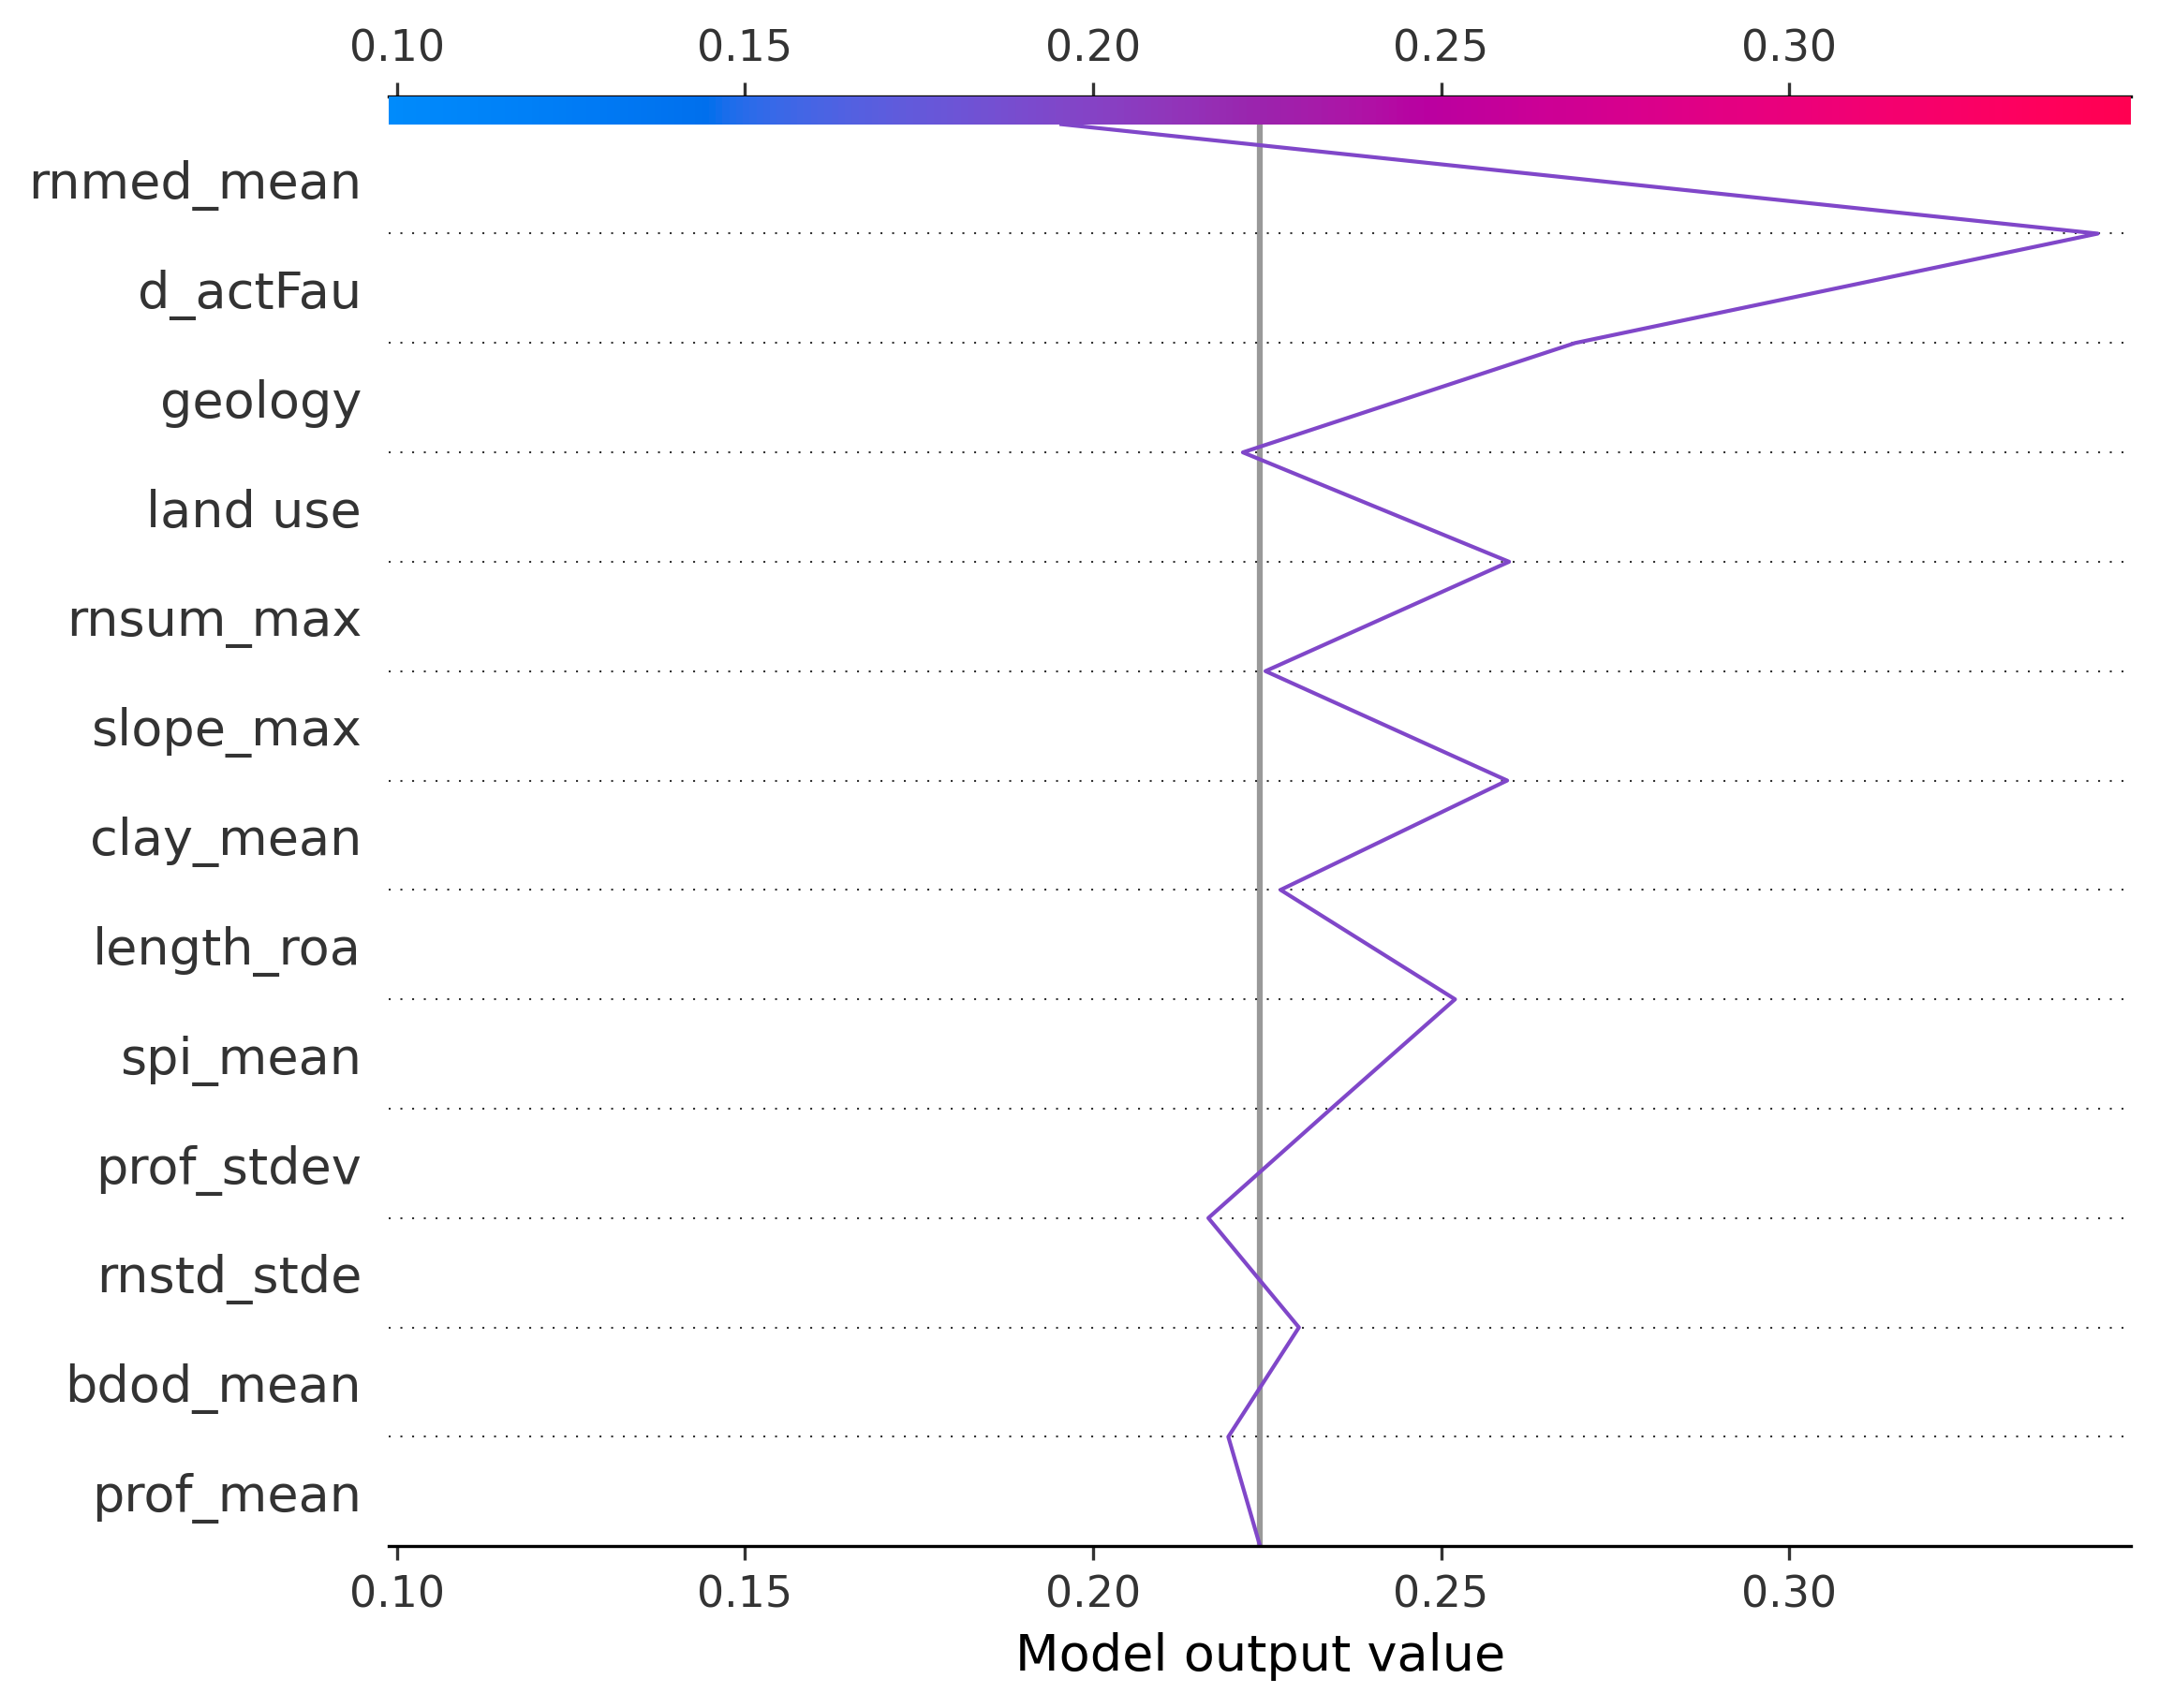 0.10 0.15 0.20 0.25 0.30
rnmed_mean
d_actFau
geology
land use
rnsum_max
slope_max
clay_mean
length_roa
spi_mean
prof_stdev
rnstd_stde
bdod_mean
prof_mean
0.10 0.15 0.20 0.25 0.30
Model output value